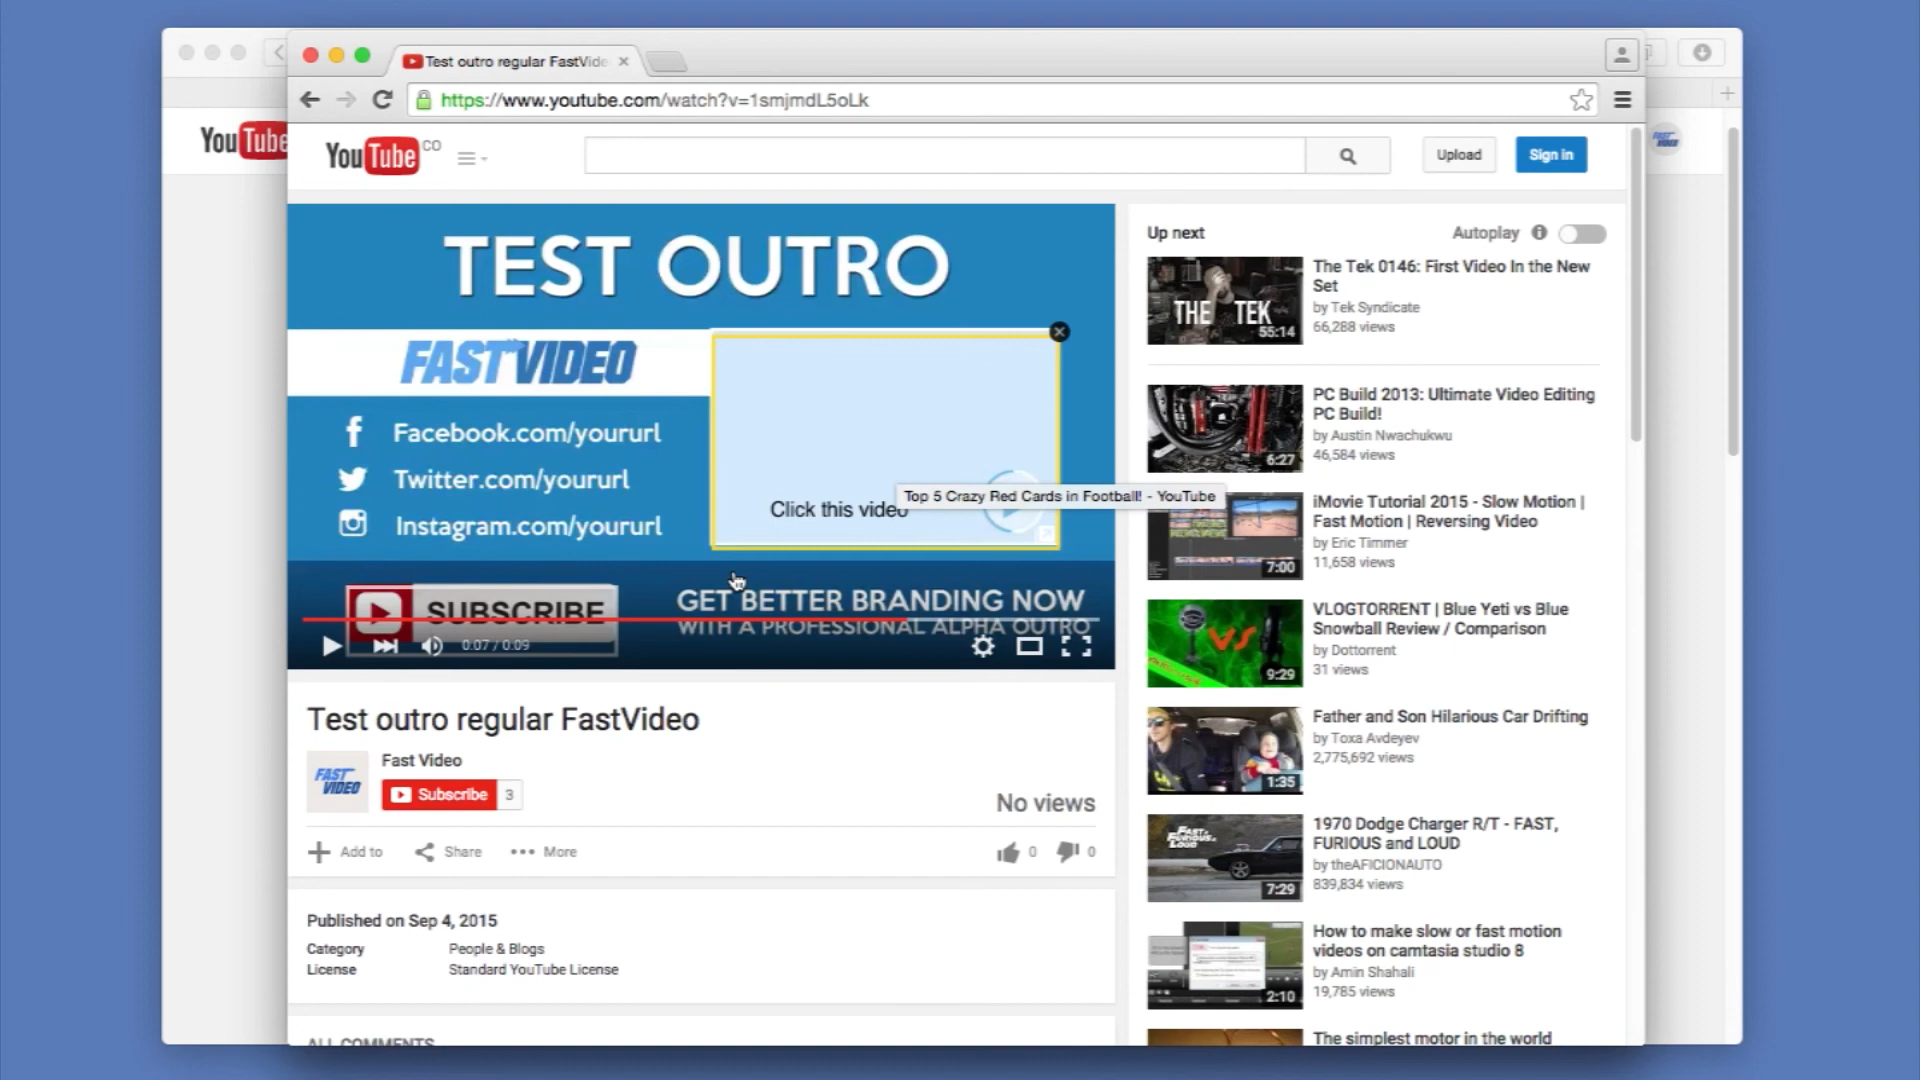 Test outro regular FastVide
https://www.youtube.com/watch?v=1smjmdL5oLk
YouTube
YouTube CO
Upload
Sign in
FAST VIDEO
TEST OUTRO
FASTVIDEO
Facebook.com/yoururl
Twitter.com/yoururl
Instagram.com/yoururl
Click this video
Top 5 Crazy Red Cards in Football! - YouTube
SUBSCRIBE
GET BETTER BRANDING NOW
WITH A PROFESSIONAL ALPHA OUTRO
0:07 / 0:09
Test outro regular FastVideo
FAST VIDEO
Fast Video
Subscribe 3
No views
Add to
Share
More
0
0
Published on Sep 4, 2015
Category People & Blogs
License Standard YouTube License
ALL COMMENTS
Up next
Autoplay
THE TEK
55:14
The Tek 0146: First Video In the New
Set
by Tek Syndicate
66,288 views
6:27
PC Build 2013: Ultimate Video Editing
PC Build!
by Austin Nwachukwu
46,584 views
7:00
iMovie Tutorial 2015 - Slow Motion |
Fast Motion | Reversing Video
by Eric Timmer
11,658 views
VS
9:29
VLOGTORRENT | Blue Yeti vs Blue
Snowball Review / Comparison
by Dottorrent
31 views
1:35
Father and Son Hilarious Car Drifting
by Toxa Avdeyev
2,775,692 views
FAST &
LOUD
7:29
1970 Dodge Charger R/T - FAST,
FURIOUS and LOUD
by theAFICIONAUTO
839,834 views
2:10
How to make slow or fast motion
videos on camtasia studio 8
by Amin Shahali
19,785 views
The simplest motor in the world